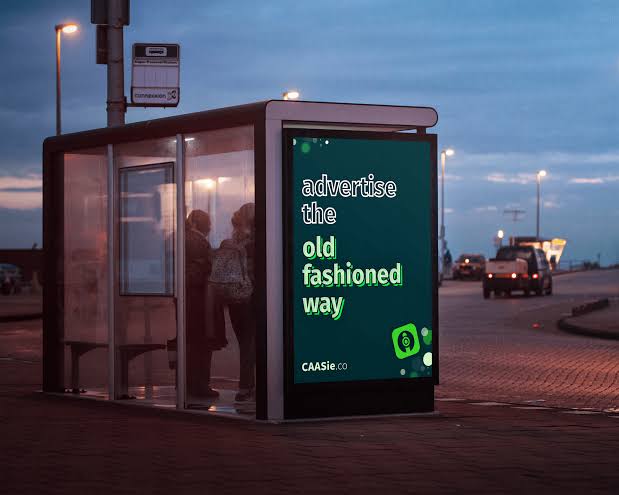 connexxion
advertise
the
old
fashioned
way
CAASie.co